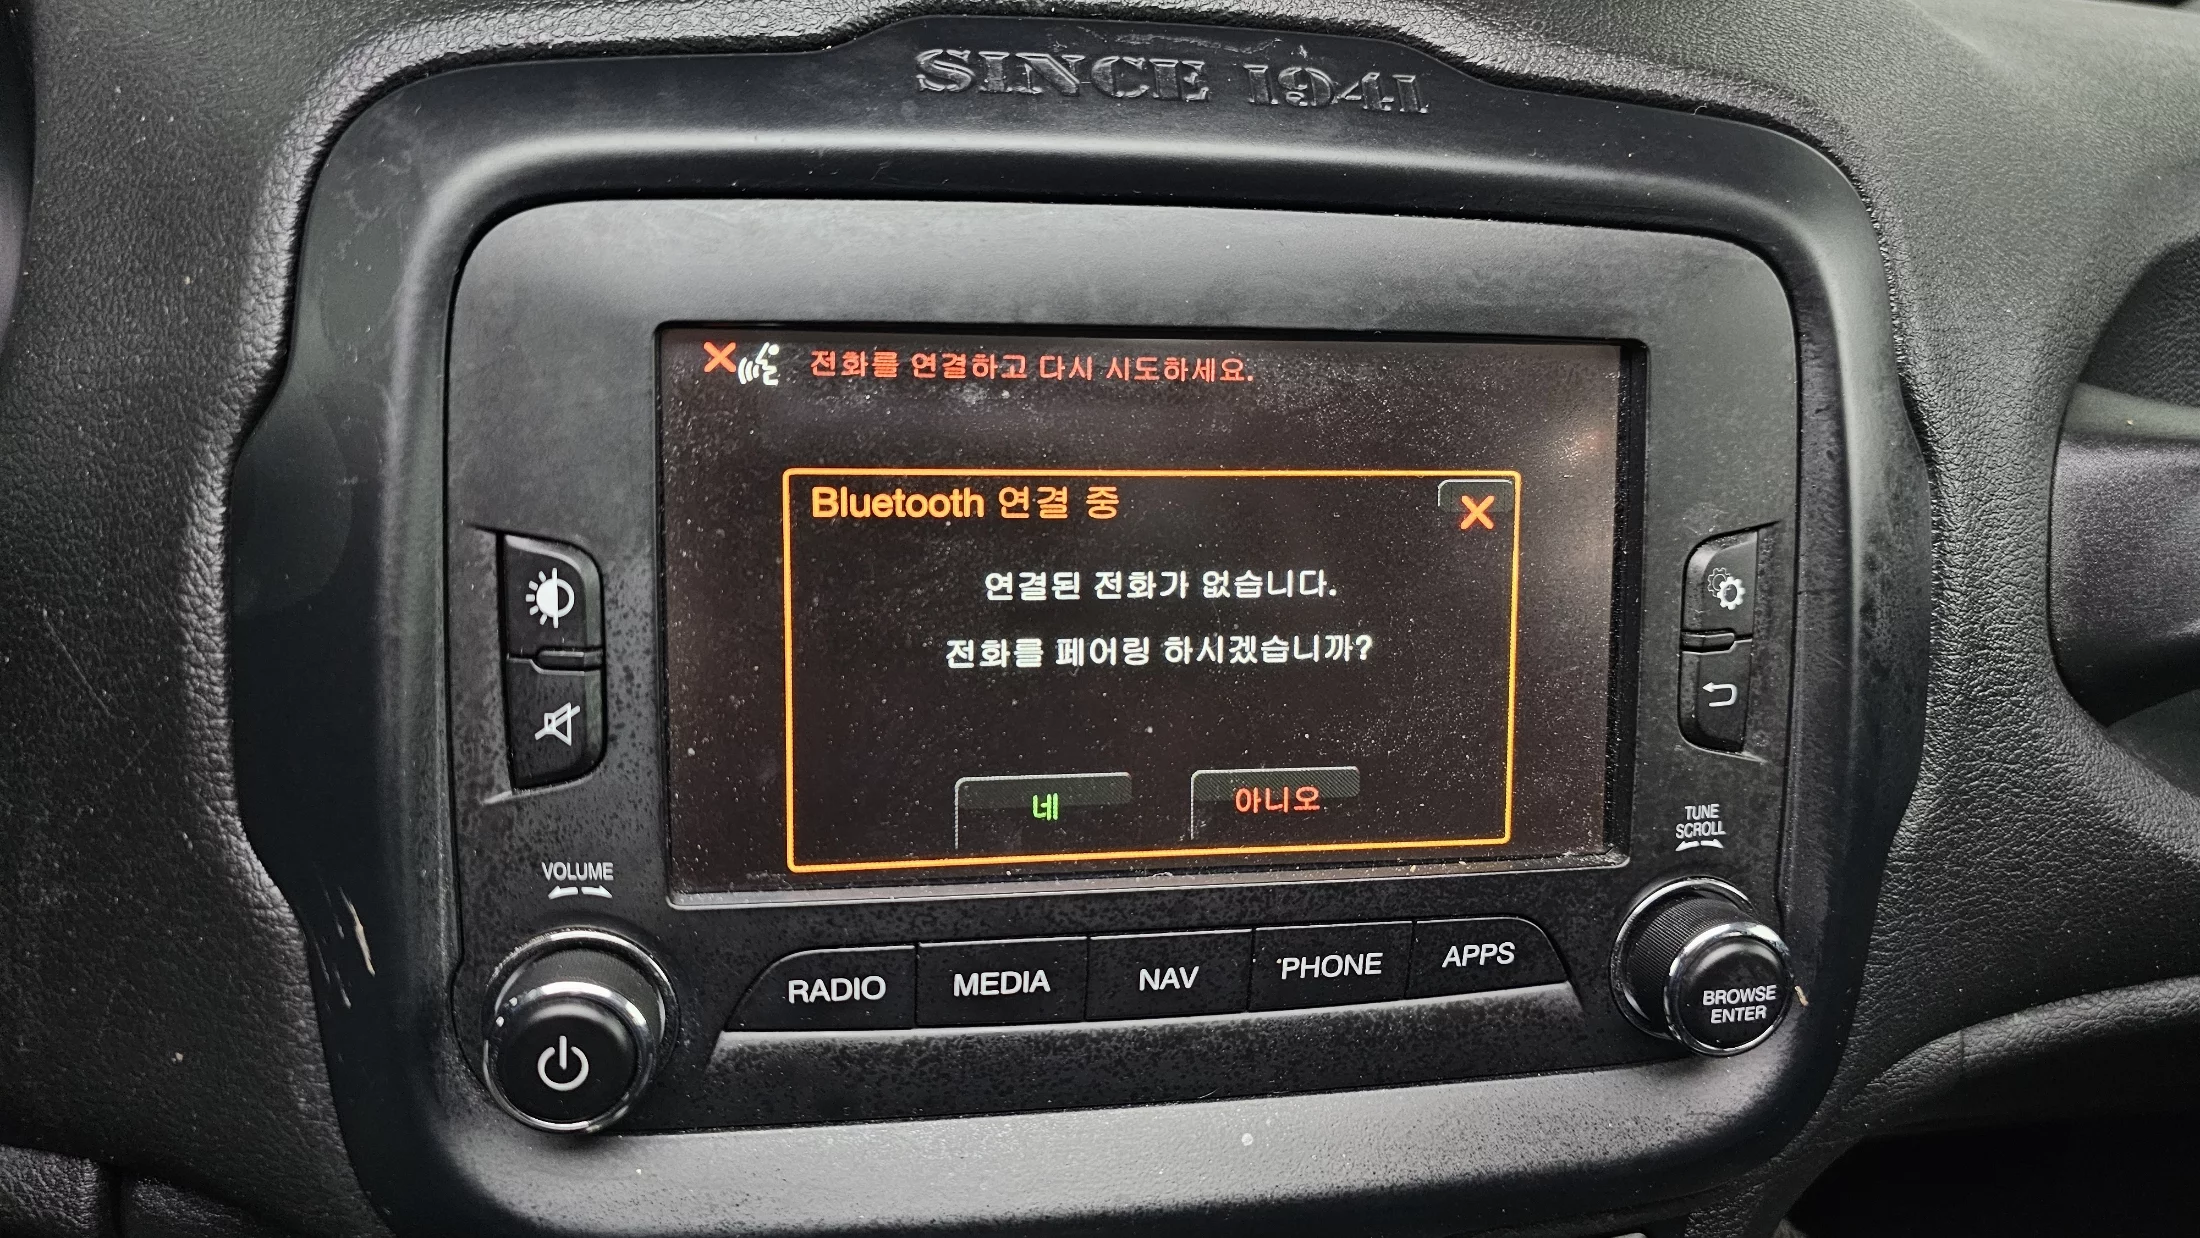 SINCE 1941
전화를 연결하고 다시 시도하세요.
Bluetooth 연결 중
연결된 전화가 없습니다.
전화를 페어링 하시겠습니까?
네
아니오
VOLUME
TUNE
SCROLL
RADIO
MEDIA
NAV
PHONE
APPS
BROWSE
ENTER